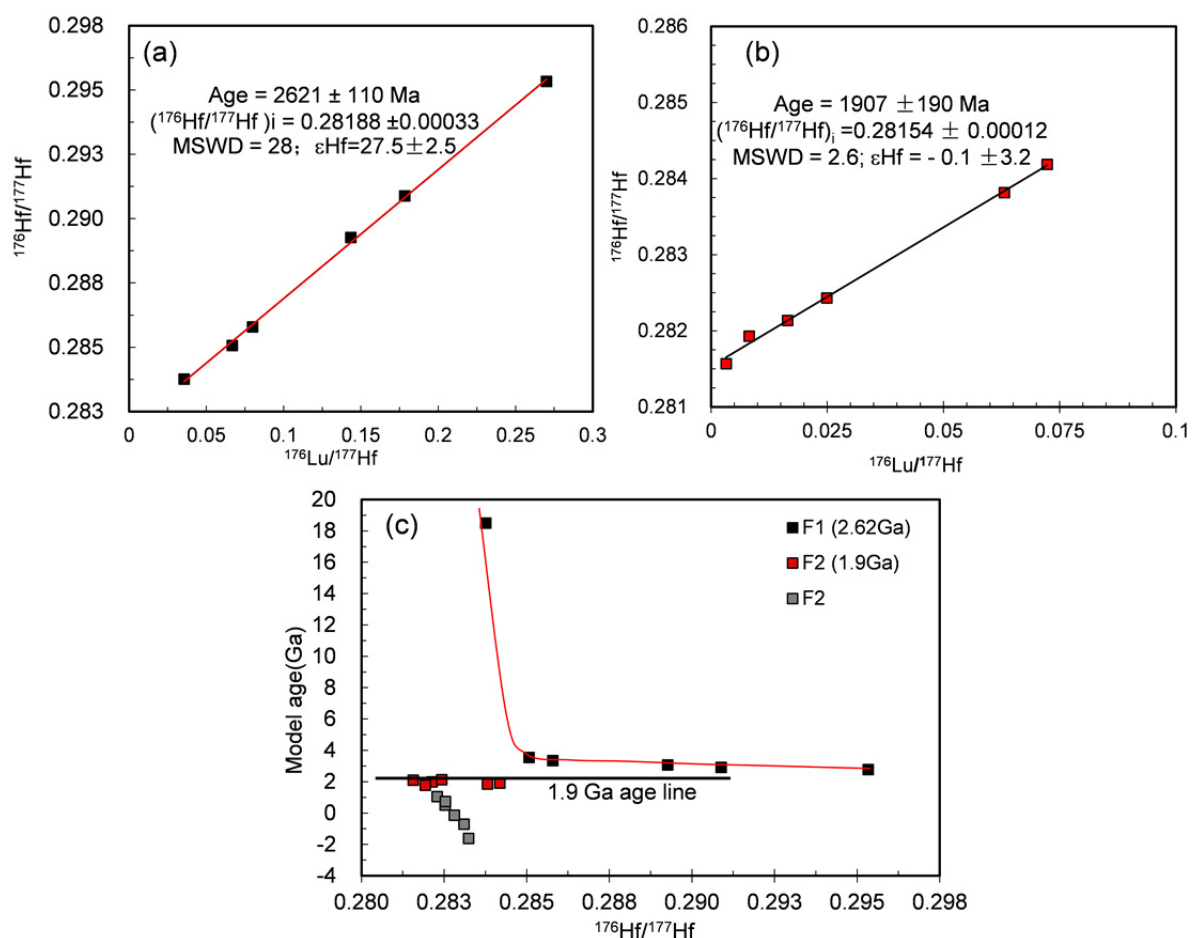 (a)
Age = 2621 ± 110 Ma
(¹⁷⁶Hf/¹⁷⁷Hf )i = 0.28188 ±0.00033
MSWD = 28; εHf=27.5±2.5
¹⁷⁶Hf/¹⁷⁷Hf
0.298
0.295
0.293
0.290
0.288
0.285
0.283
0
0.05
0.1
0.15
0.2
0.25
0.3
¹⁷⁶Lu/¹⁷⁷Hf
(b)
Age = 1907 ±190 Ma
(¹⁷⁶Hf/¹⁷⁷Hf)ᵢ =0.28154 ± 0.00012
MSWD = 2.6; εHf = - 0.1 ±3.2
¹⁷⁶Hf/¹⁷⁷Hf
0.286
0.285
0.284
0.283
0.282
0.281
0
0.025
0.05
0.075
0.1
¹⁷⁶Lu/¹⁷⁷Hf
(c)
F1 (2.62Ga)
F2 (1.9Ga)
F2
1.9 Ga age line
Model age(Ga)
20
18
16
14
12
10
8
6
4
2
0
-2
-4
0.280
0.283
0.285
0.288
0.290
0.293
0.295
0.298
¹⁷⁶Hf/¹⁷⁷Hf